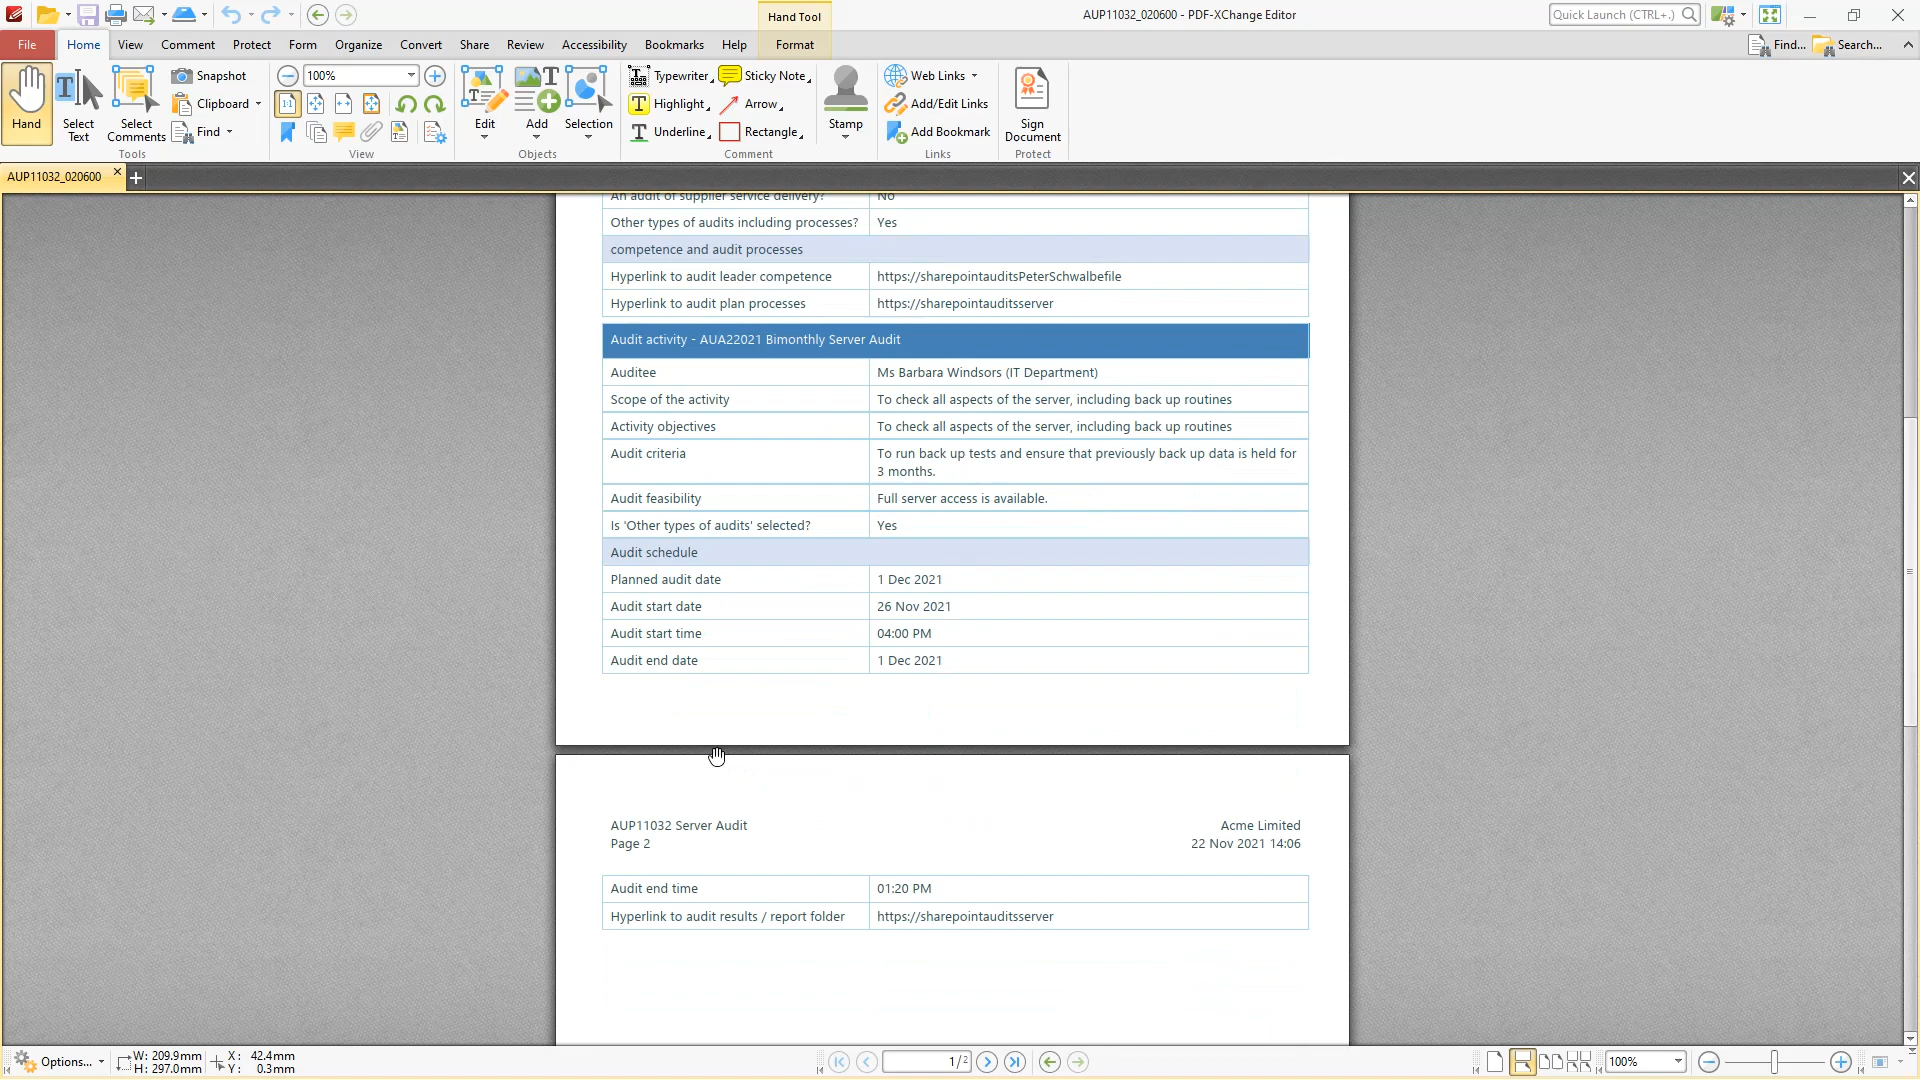 Hand Tool
AUP11032_020600 - PDF-XChange Editor
Quick Launch (CTRL+.)
File Home View Comment Protect Form Organize Convert Share Review Accessibility Bookmarks Help Format Find... Search...
Hand
Select Text
Select Comments
Snapshot
Clipboard
Find
Tools
100%
View
Edit
Add
Selection
Objects
Typewriter
Highlight
Underline
Sticky Note
Arrow
Rectangle
Comment
Stamp
Web Links
Add/Edit Links
Add Bookmark
Links
Sign Document
Protect
AUP11032_020600
An audit of supplier service delivery? No
Other types of audits including processes? Yes
competence and audit processes
Hyperlink to audit leader competence https://sharepointauditsPeterSchwalbefile
Hyperlink to audit plan processes https://sharepointauditsserver
Audit activity - AUA22021 Bimonthly Server Audit
Auditee Ms Barbara Windsors (IT Department)
Scope of the activity To check all aspects of the server, including back up routines
Activity objectives To check all aspects of the server, including back up routines
Audit criteria To run back up tests and ensure that previously back up data is held for
3 months.
Audit feasibility Full server access is available.
Is 'Other types of audits' selected? Yes
Audit schedule
Planned audit date 1 Dec 2021
Audit start date 26 Nov 2021
Audit start time 04:00 PM
Audit end date 1 Dec 2021
AUP11032 Server Audit Acme Limited
Page 2 22 Nov 2021 14:06
Audit end time 01:20 PM
Hyperlink to audit results / report folder https://sharepointauditsserver
Options...
W: 209.9mm X: 42.4mm
H: 297.0mm Y: 0.3mm
1/2
100%